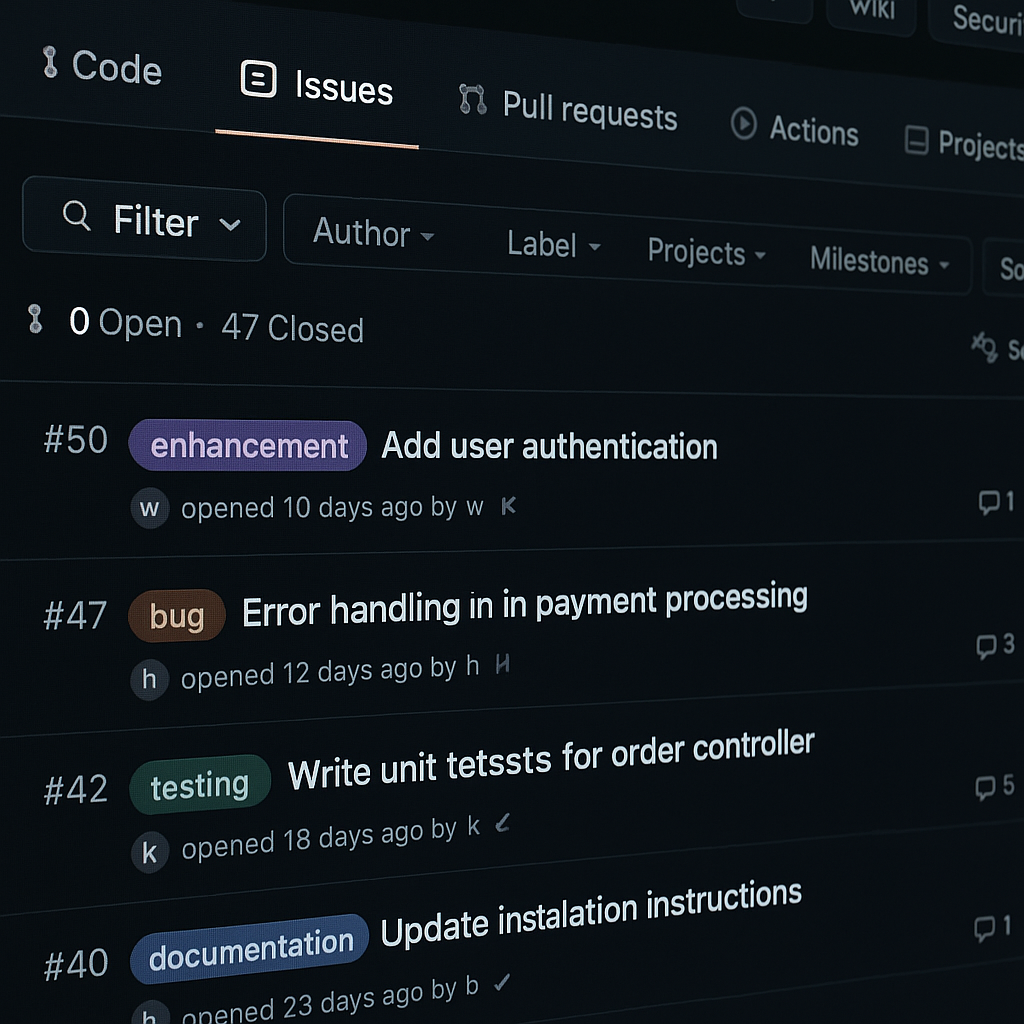 Wiki Securi
Code Issues Pull requests Actions Projects
Filter Author Label Projects Milestones So
0 Open · 47 Closed Se
#50 enhancement Add user authentication
w opened 10 days ago by w K 1
#47 bug Error handling in in payment processing
h opened 12 days ago by h H 3
#42 testing Write unit tetssts for order controller
k opened 18 days ago by k 5
#40 documentation Update instalation instructions 1
h opened 23 days ago by b